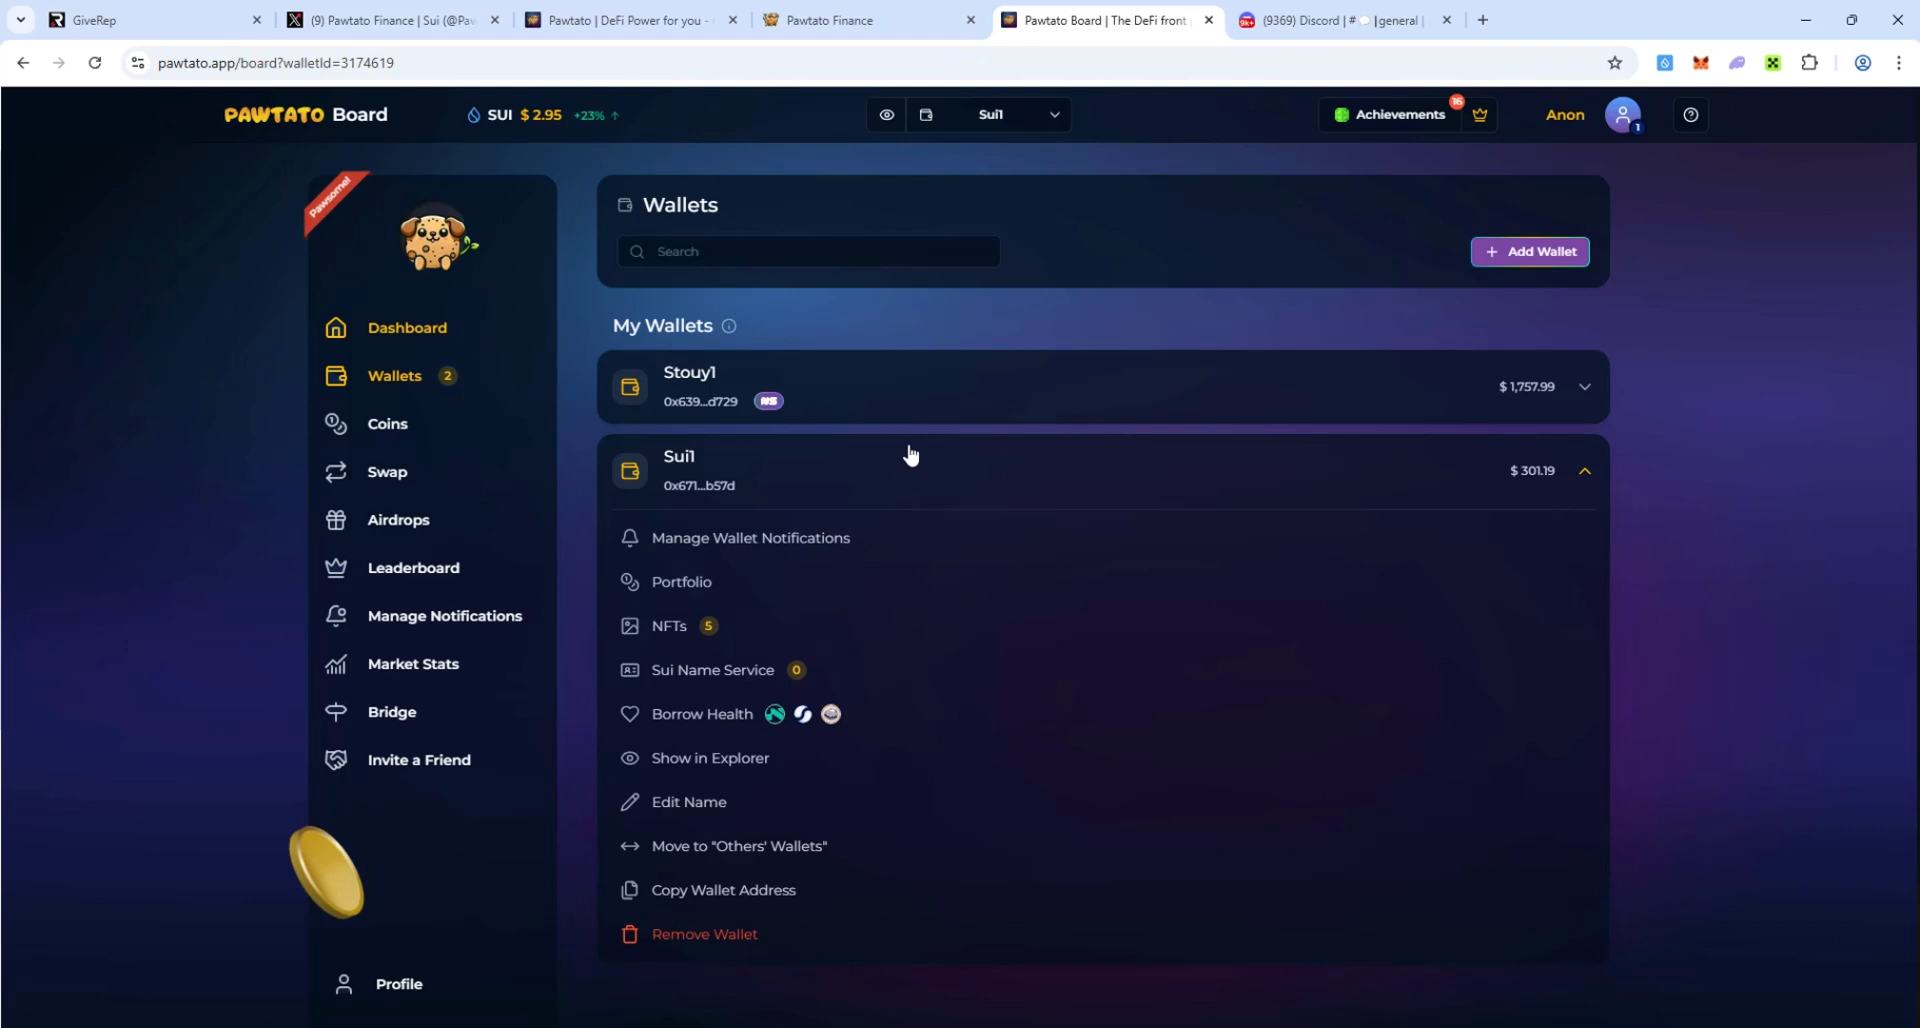 GiveRep
(9) Pawtato Finance | Sui (@Paw
Pawtato | DeFi Power for you -
Pawtato Finance
Pawtato Board | The DeFi front
(9369) Discord | # | general |
pawtato.app/board?walletId=3174619
PAWTATO Board
SUI $ 2.95 +23% ↑
Sui1
Achievements 16
Anon 1
Pawsome!
Dashboard
Wallets 2
Coins
Swap
Airdrops
Leaderboard
Manage Notifications
Market Stats
Bridge
Invite a Friend
Profile
Wallets
Search
+ Add Wallet
My Wallets
Stouy1
0x639...d729 NS
$ 1,757.99
Sui1
0x671...b57d
$ 301.19
Manage Wallet Notifications
Portfolio
NFTs 5
Sui Name Service 0
Borrow Health
Show in Explorer
Edit Name
Move to "Others' Wallets"
Copy Wallet Address
Remove Wallet